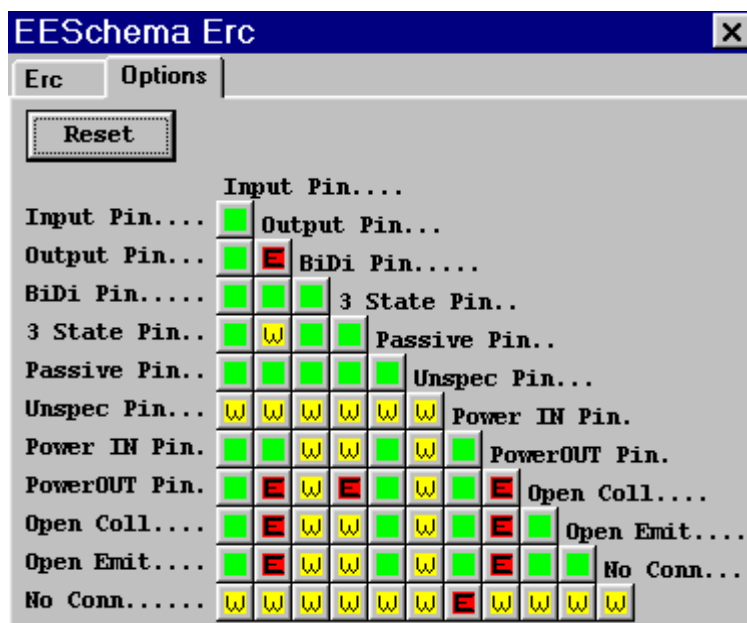 EESchema Erc
Erc Options
Reset
Input Pin....
Input Pin.... Output Pin...
Output Pin... E BiDi Pin.....
BiDi Pin..... 3 State Pin..
3 State Pin.. W Passive Pin..
Passive Pin.. Unspec Pin...
Unspec Pin... W W W W W W Power IN Pin.
Power IN Pin. W W W PowerOUT Pin.
PowerOUT Pin. E W E W E Open Coll....
Open Coll.... E W W W E Open Emit....
Open Emit.... E W W W E No Conn...
No Conn...... W W W W W W E W W W W